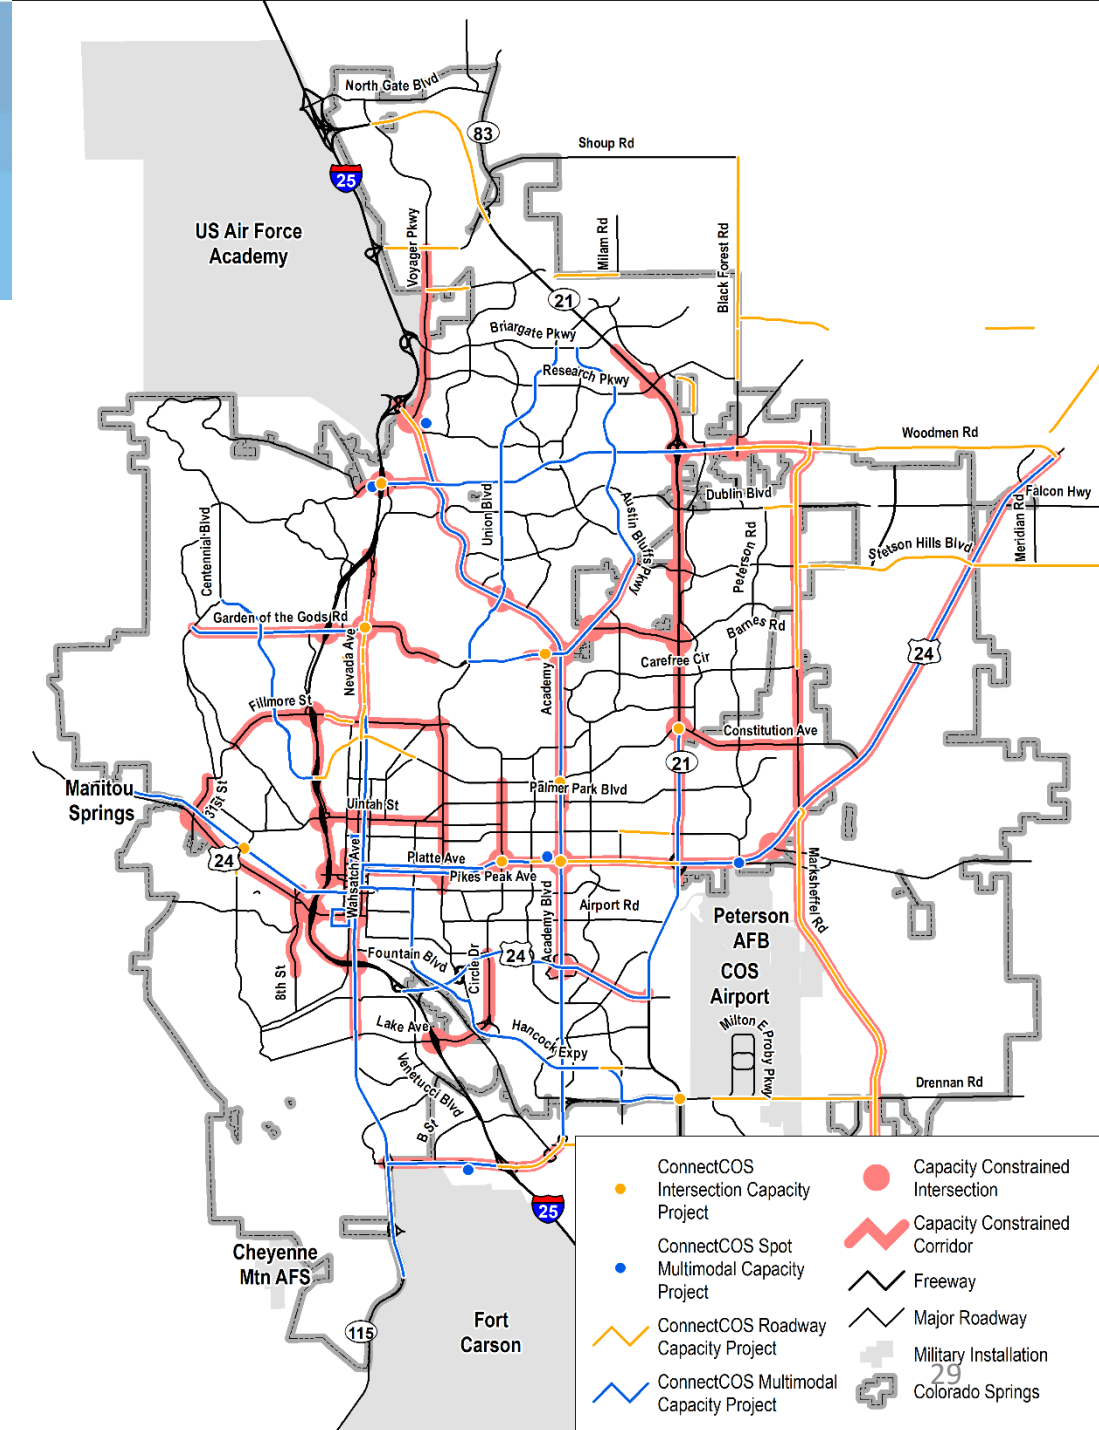 North Gate Blvd
83
Shoup Rd
25
US Air Force
Academy
Voyager Pkwy
Milam Rd
Black Forest Rd
21
Briargate Pkwy
Research Pkwy
Woodmen Rd
Dublin Blvd
Falcon Hwy
Meridian Rd
Union Blvd
Austin Bluffs Pkwy
Centennial Blvd
Peterson Rd
Stetson Hills Blvd
Garden of the Gods Rd
Barnes Rd
Nevada Ave
Carefree Cir
24
Academy
Fillmore St
Constitution Ave
21
Manitou
Springs
31st St
Palmer Park Blvd
Uintah St
24
Platte Ave
Pikes Peak Ave
Wahsatch Ave
Marksheffel Rd
Airport Rd
Academy Blvd
Peterson
AFB
COS
Airport
Fountain Blvd
Circle Dr
24
8th St
Lake Ave
Hancock Expy
Milton E Proby Pkwy
Venetucci Blvd
Drennan Rd
B St
25
Cheyenne
Mtn AFS
Fort
Carson
115
ConnectCOS
Intersection Capacity
Project
ConnectCOS Spot
Multimodal Capacity
Project
ConnectCOS Roadway
Capacity Project
ConnectCOS Multimodal
Capacity Project
Capacity Constrained
Intersection
Capacity Constrained
Corridor
Freeway
Major Roadway
Military Installation
29
Colorado Springs